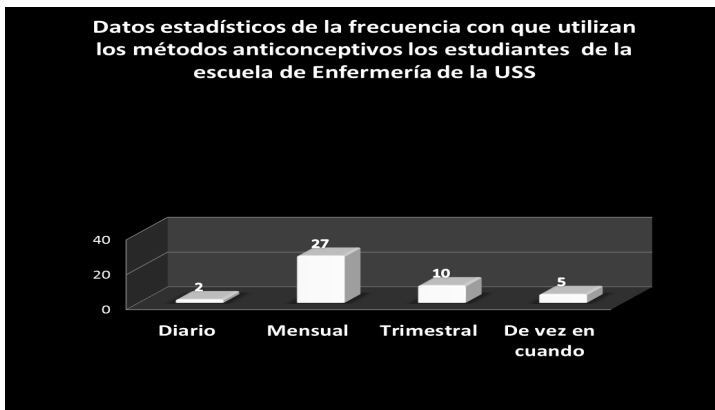 Datos estadísticos de la frecuencia con que utilizan
los métodos anticonceptivos los estudiantes de la
escuela de Enfermería de la USS
40
20
0
2
27
10
5
Diario
Mensual
Trimestral
De vez en
cuando